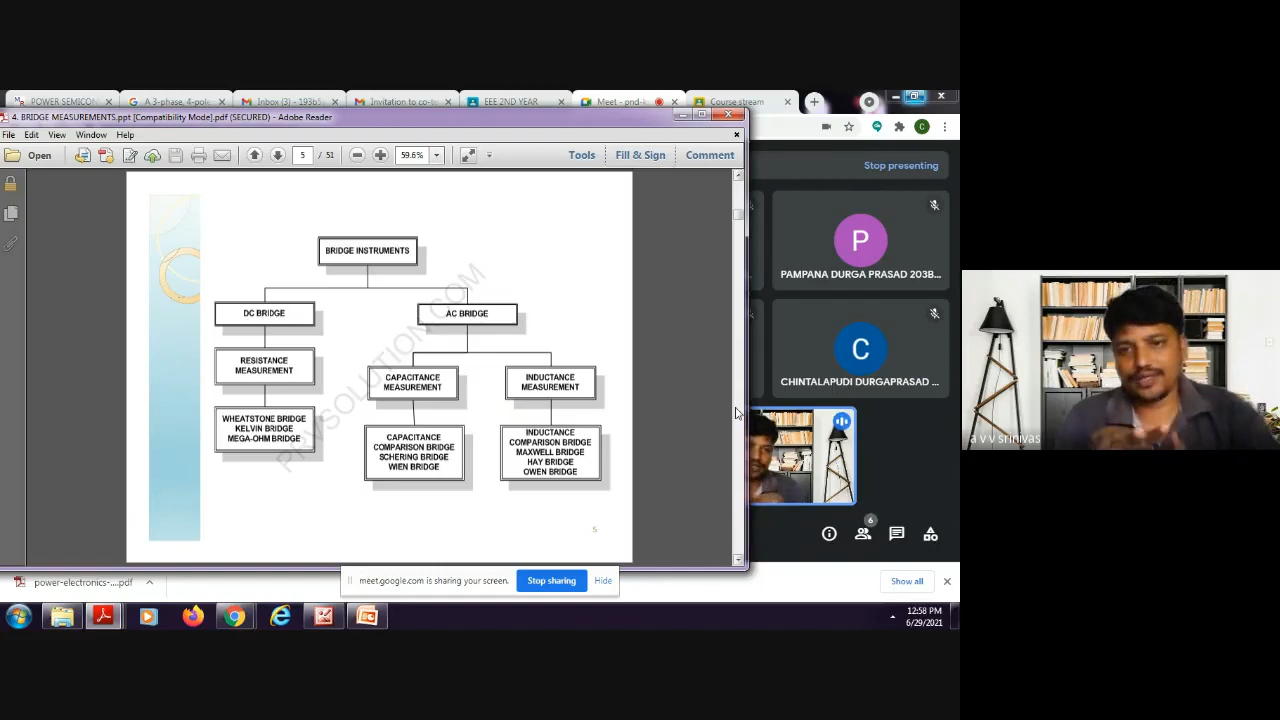 POWER SEMICON
A 3-phase, 4-pol
Inbox (3) - 193b5
Invitation to co-t
EEE 2ND YEAR
Meet - pnd-k
Course stream
4. BRIDGE MEASUREMENTS.ppt [Compatibility Mode].pdf (SECURED) - Adobe Reader
File Edit View Window Help
Open 5 / 51 59.6% Tools Fill & Sign Comment
Stop presenting
BRIDGE INSTRUMENTS
DC BRIDGE
AC BRIDGE
RESISTANCE
MEASUREMENT
CAPACITANCE
MEASUREMENT
INDUCTANCE
MEASUREMENT
WHEATSTONE BRIDGE
KELVIN BRIDGE
MEGA-OHM BRIDGE
CAPACITANCE
COMPARISON BRIDGE
SCHERING BRIDGE
WIEN BRIDGE
INDUCTANCE
COMPARISON BRIDGE
MAXWELL BRIDGE
HAY BRIDGE
OWEN BRIDGE
5
P
PAMPANA DURGA PRASAD 203B...
C
CHINTALAPUDI DURGAPRASAD ...
a v v srinivas
6
power-electronics-....pdf
meet.google.com is sharing your screen.
Stop sharing
Hide
Show all
12:58 PM
6/29/2021